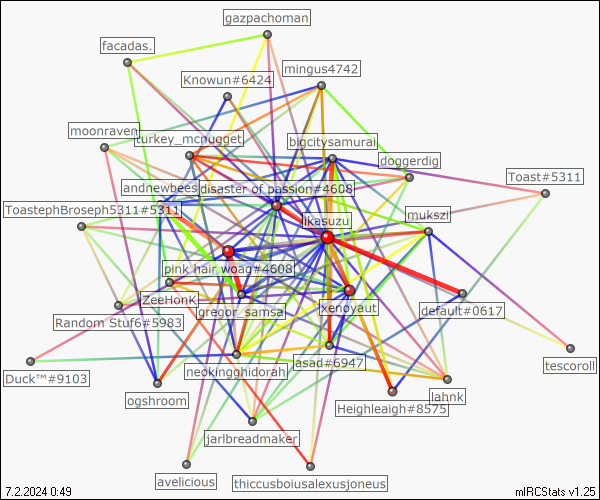 gazpachoman
facadas.
mingus4742
Knowun#6424
moonraven
turkey_mcnugget
bigcitysamurai
doggerdig
Toast#5311
andnewbees
disaster of passion#4608
ToastephBroseph5311#5311
likasuzu
mukszi
pink hair woag#4608
ZeeHonK
gregor_samsa
xenoyaut
default#0617
Random Stuf6#5983
tescoroll
Duck™#9103
neokingghidorah
asad#6947
ogshroom
Heighleaigh#8575
lahnk
jarlbreadmaker
avelicious
thiccusboiusalexusjoneus
7.2.2024 0:49
mIRCStats v1.25